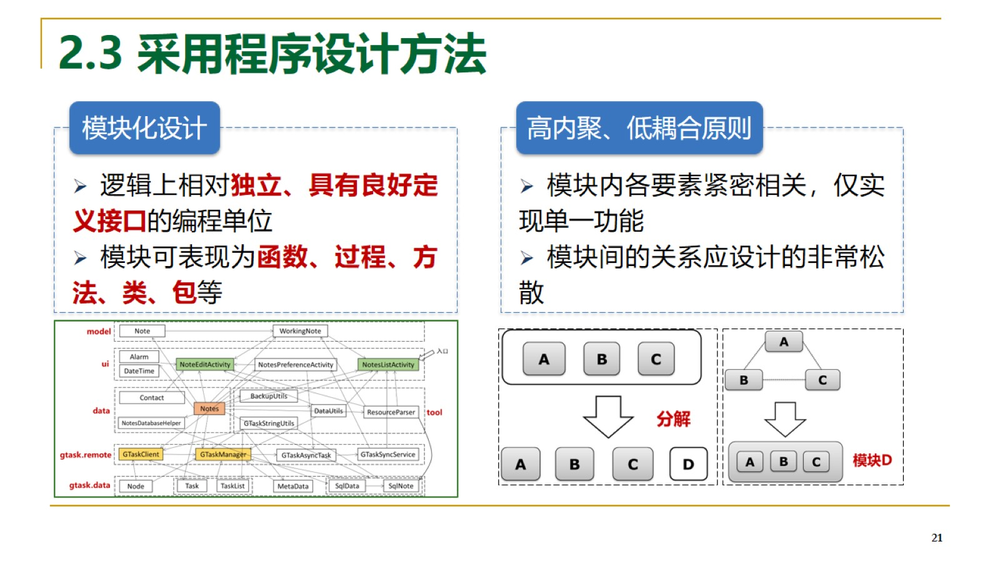 2.3 采用程序设计方法
模块化设计
➢ 逻辑上相对独立、具有良好定
义接口的编程单位
➢ 模块可表现为函数、过程、方
法、类、包等
高内聚、低耦合原则
➢ 模块内各要素紧密相关，仅实
现单一功能
➢ 模块间的关系应设计的非常松
散
model
Note
WorkingNote
入口
ui
Alarm
DateTime
NoteEditActivity
NotesPreferenceActivity
NotesListActivity
data
Contact
Notes
NotesDatabaseHelper
BackupUtils
DataUtils
ResourceParser
GTaskStringUtils
tool
gtask.remote
GTaskClient
GTaskManager
GTaskAsyncTask
GTaskSyncService
gtask.data
Node
Task
TaskList
MetaData
SqlData
SqlNote
A B C
分解
A B C D
A
B C
A B C
模块D
21